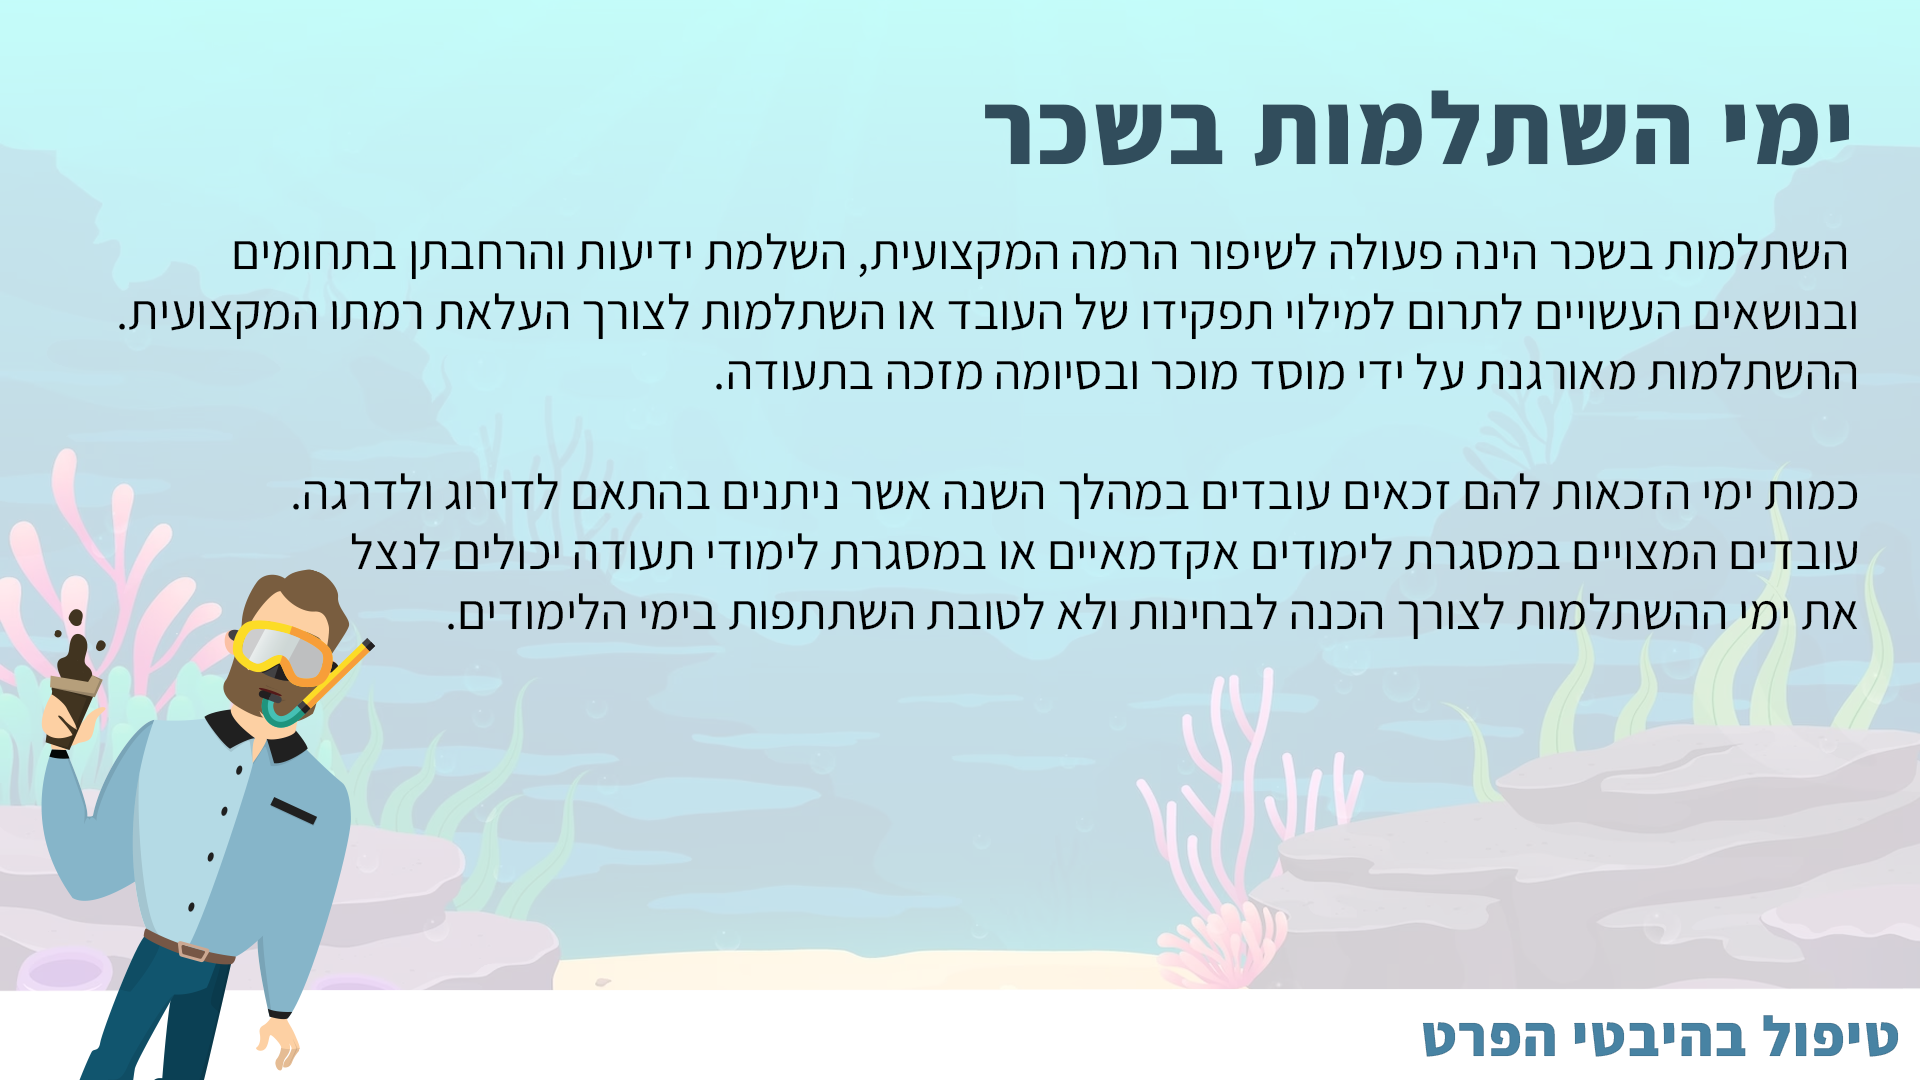 ימי השתלמות בשכר
השתלמות בשכר הינה פעולה לשיפור הרמה המקצועית, השלמת ידיעות והרחבתן בתחומים
ובנושאים העשויים לתרום למילוי תפקידו של העובד או השתלמות לצורך העלאת רמתו המקצועית.
ההשתלמות מאורגנת על ידי מוסד מוכר ובסיומה מזכה בתעודה.
כמות ימי הזכאות להם זכאים עובדים במהלך השנה אשר ניתנים בהתאם לדירוג ולדרגה.
עובדים המצויים במסגרת לימודים אקדמאיים או במסגרת לימודי תעודה יכולים לנצל
את ימי ההשתלמות לצורך הכנה לבחינות ולא לטובת השתתפות בימי הלימודים.
טיפול בהיבטי הפרט